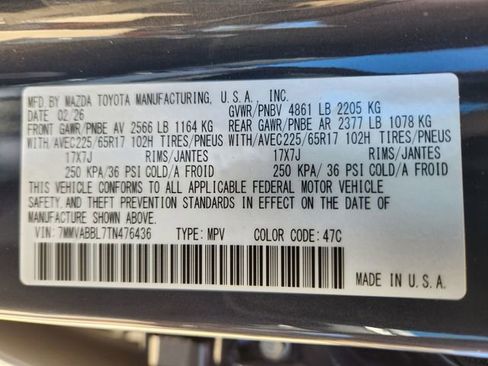 MFD.BY MAZDA TOYOTA MANUFACTURING, U.S.A., INC.
DATE 02/26 GVWR/PNBV 4861 LB 2205 KG
FRONT GAWR/PNBE AV 2566 LB 1164 KG REAR GAWR/PNBE AR 2377 LB 1078 KG
WITH/AVEC225/65R17 102H TIRES/PNEUS WITH/AVEC225/65R17 102H TIRES/PNEUS
17X7J RIMS/JANTES 17X7J RIMS/JANTES
250 KPA/36 PSI COLD/A FROID 250 KPA/36 PSI COLD/A FROID
THIS VEHICLE CONFORMS TO ALL APPLICABLE FEDERAL MOTOR VEHICLE
SAFETY,AND THEFT PREVENTION STANDARDS IN EFFECT ON THE DATE OF
MANUFACTURE SHOWN ABOVE.
VIN: 7MMVABBL7TN476436 TYPE: MPV COLOR CODE: 47C
MADE IN U.S.A.